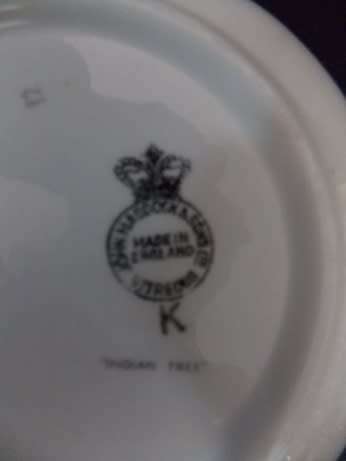 JOHN MADDOCK & SONS LTD
MADE IN
ENGLAND
VITREOUS
K
"INDIAN TREE"